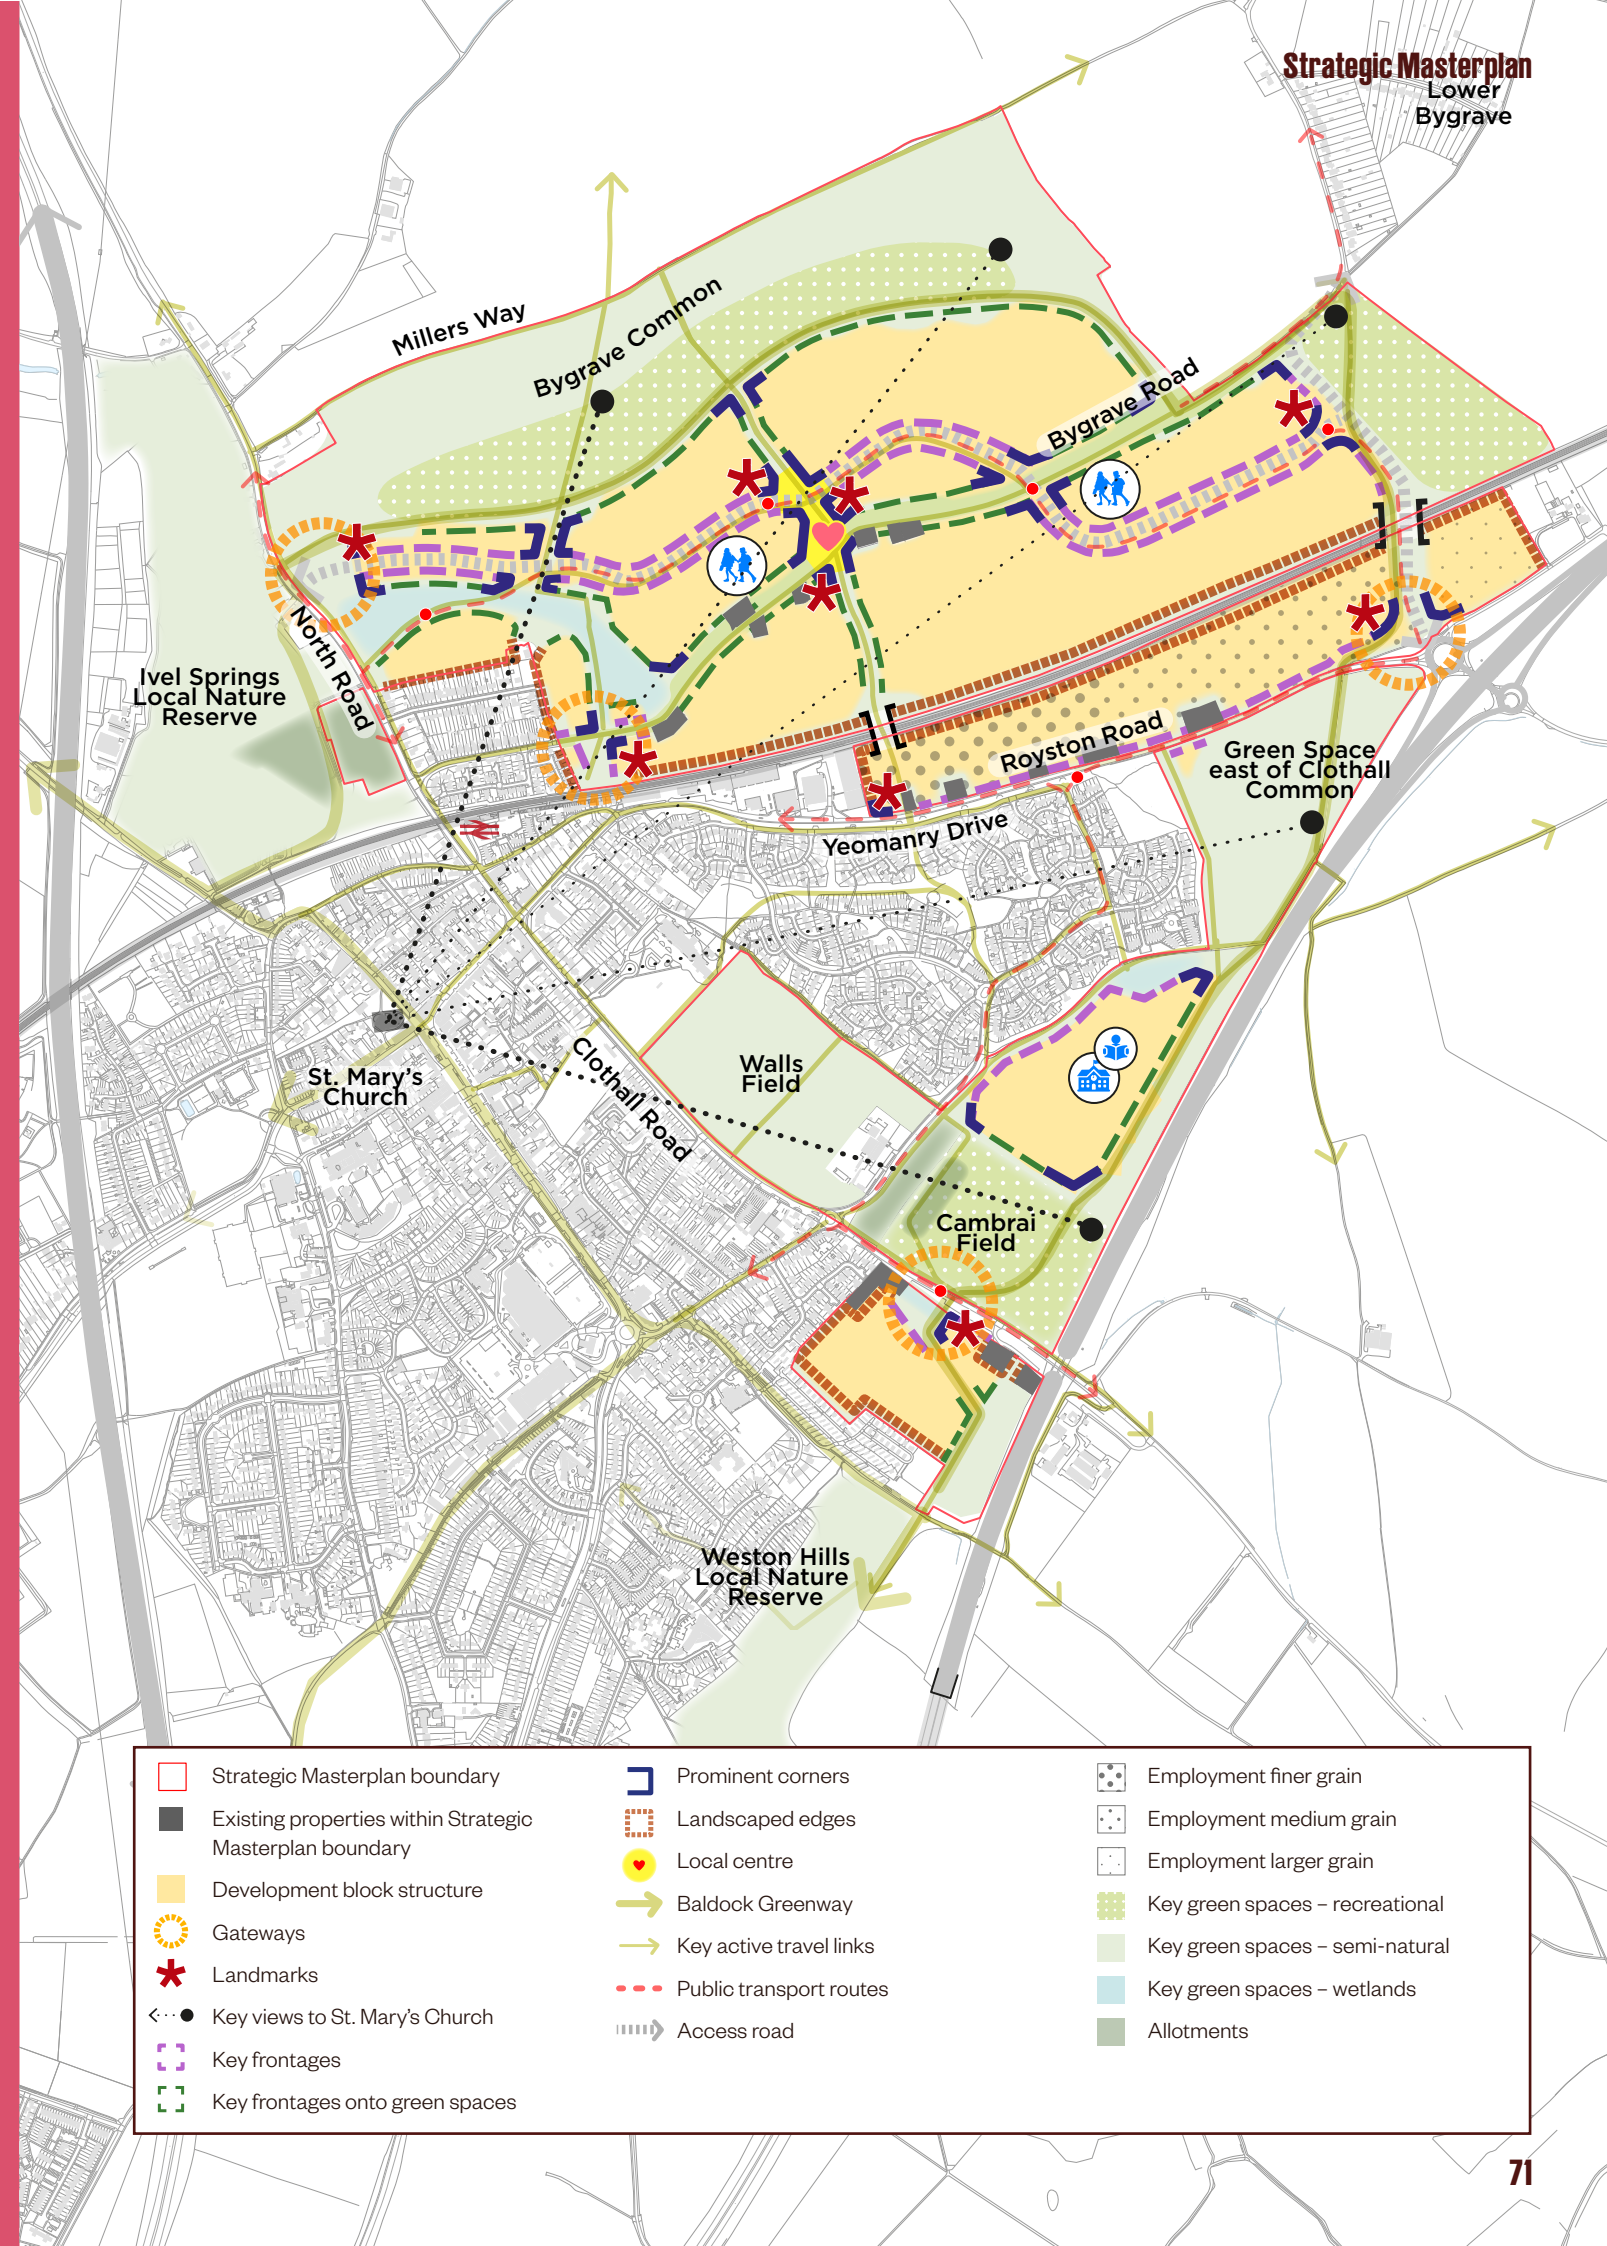 Strategic Masterplan
Lower
Bygrave
Millers Way
Bygrave Common
Bygrave Road
North Road
Ivel Springs
Local Nature
Reserve
Royston Road
Green Space
east of Clothall
Common
Yeomanry Drive
St. Mary's
Church
Clothall Road
Walls
Field
Cambrai
Field
Weston Hills
Local Nature
Reserve
Strategic Masterplan boundary
Existing properties within Strategic
Masterplan boundary
Development block structure
Gateways
Landmarks
Key views to St. Mary's Church
Key frontages
Key frontages onto green spaces
Prominent corners
Landscaped edges
Local centre
Baldock Greenway
Key active travel links
Public transport routes
Access road
Employment finer grain
Employment medium grain
Employment larger grain
Key green spaces – recreational
Key green spaces – semi-natural
Key green spaces – wetlands
Allotments
71